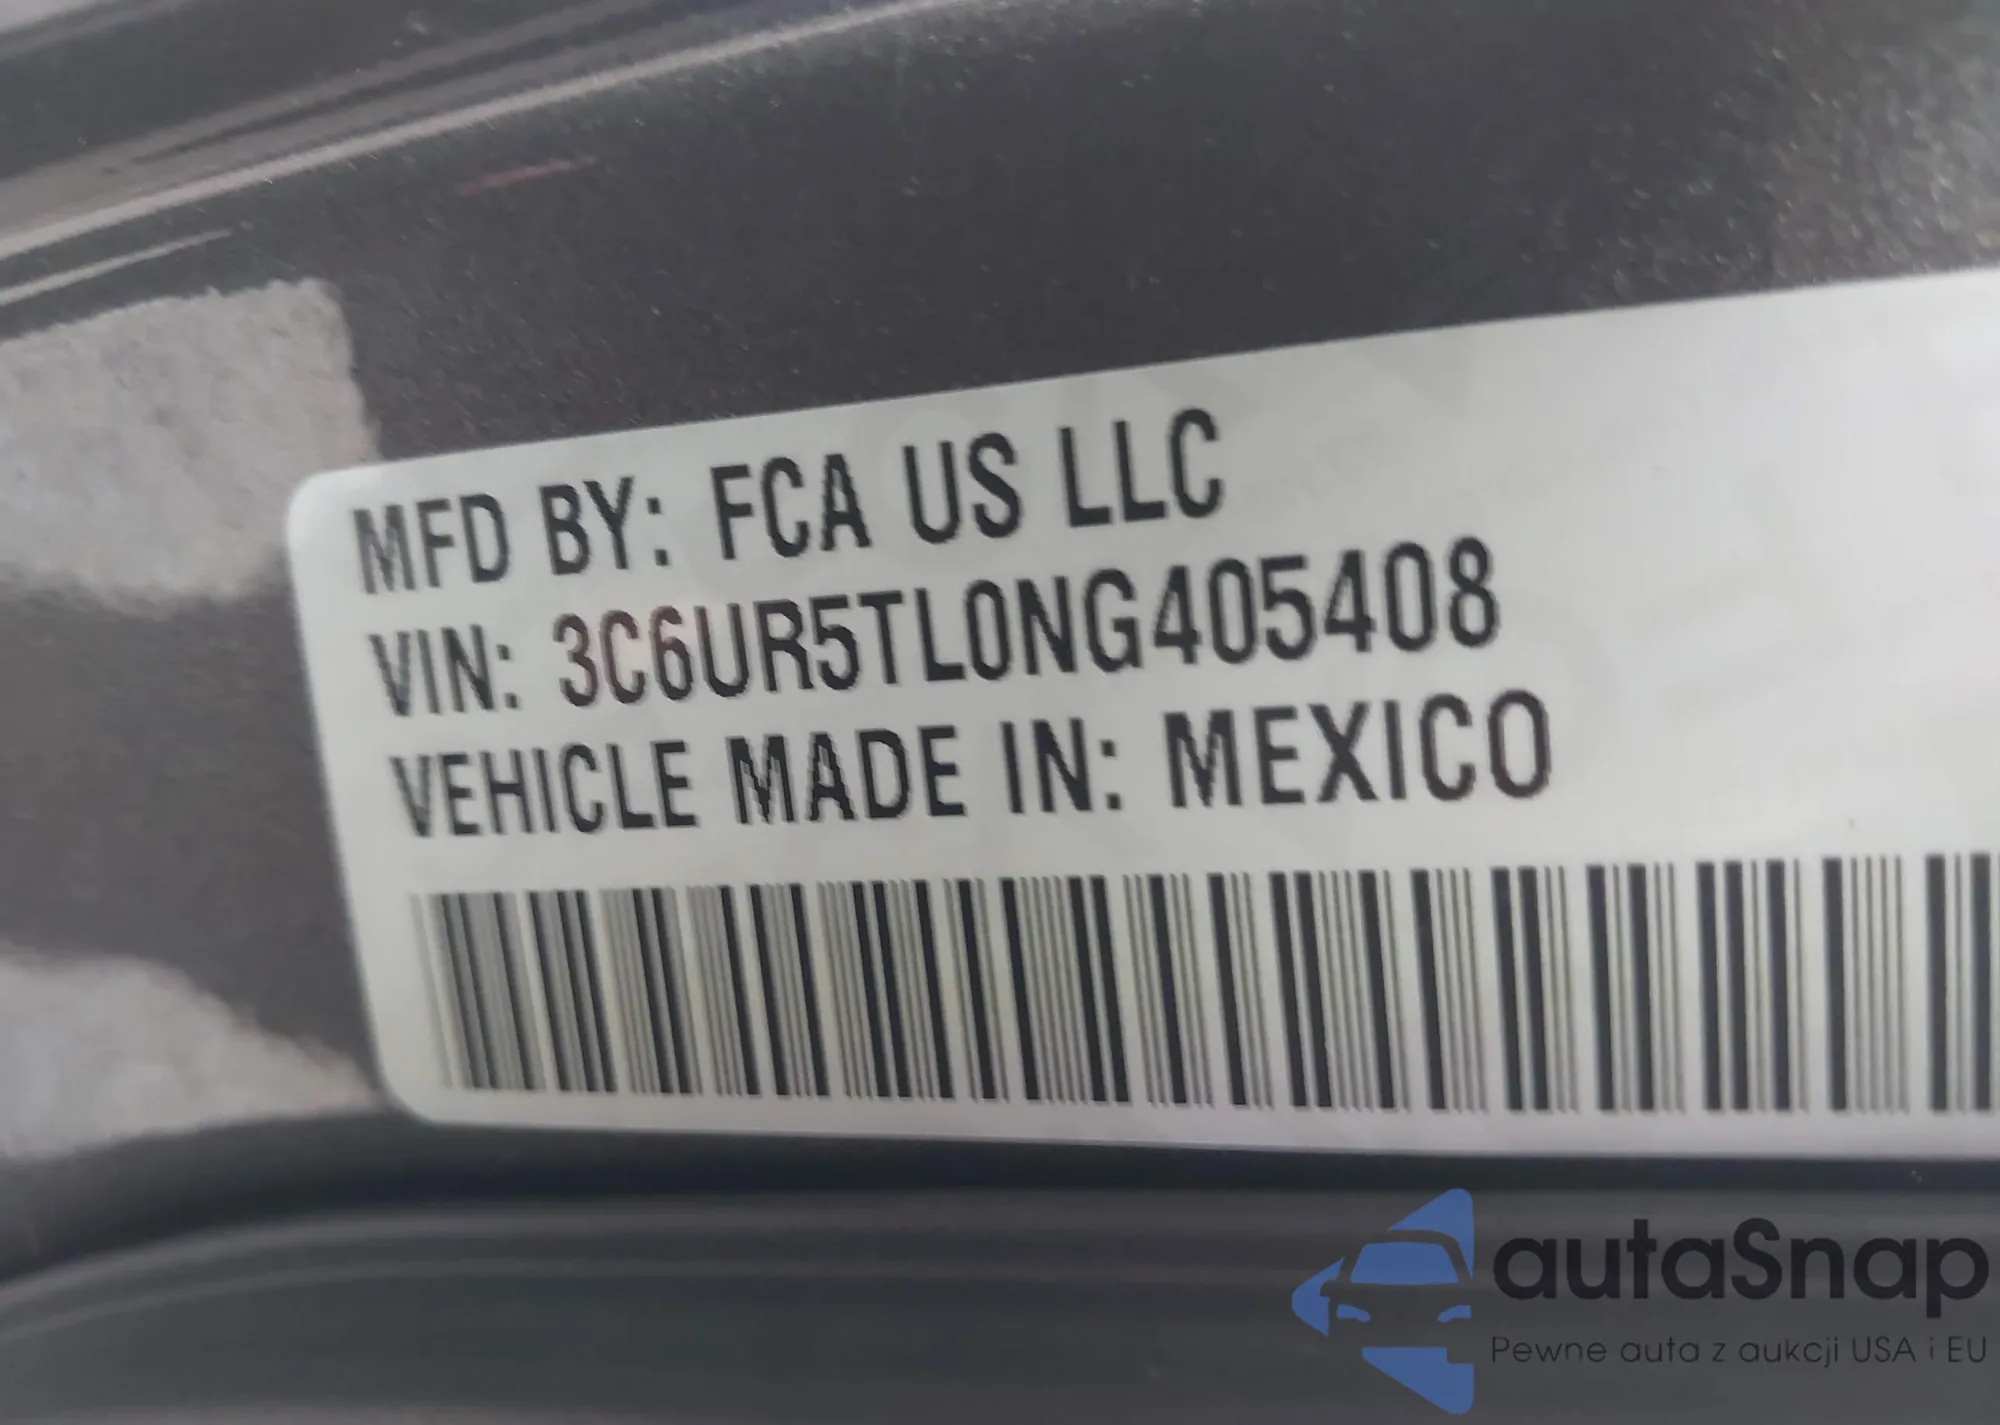 MFD BY: FCA US LLC
VIN: 3C6UR5TL0NG405408
VEHICLE MADE IN: MEXICO
autaSnap
Pewne auta z aukcji USA i EU